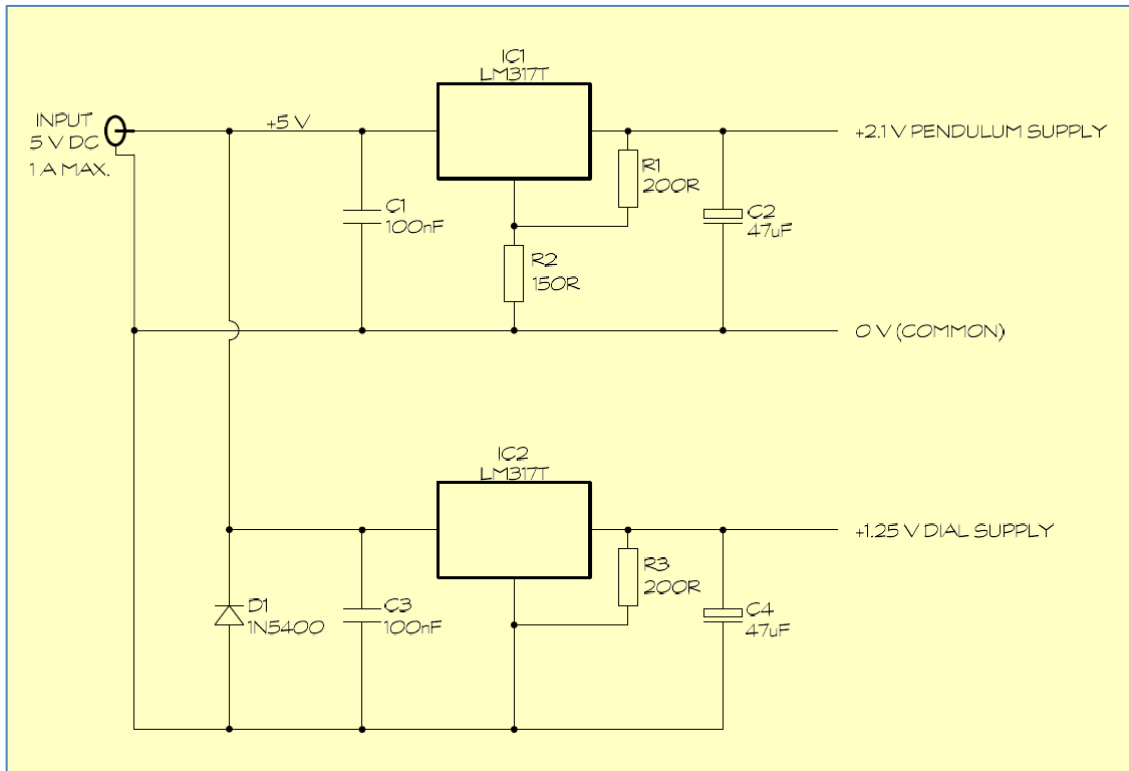 IC1
LM317T
INPUT
5 V DC
1 A MAX.
+5 V
+2.1 V PENDULUM SUPPLY
R1
200R
C1
100nF
C2
47uF
R2
150R
0 V (COMMON)
IC2
LM317T
+1.25 V DIAL SUPPLY
R3
200R
D1
1N5400
C3
100nF
C4
47uF